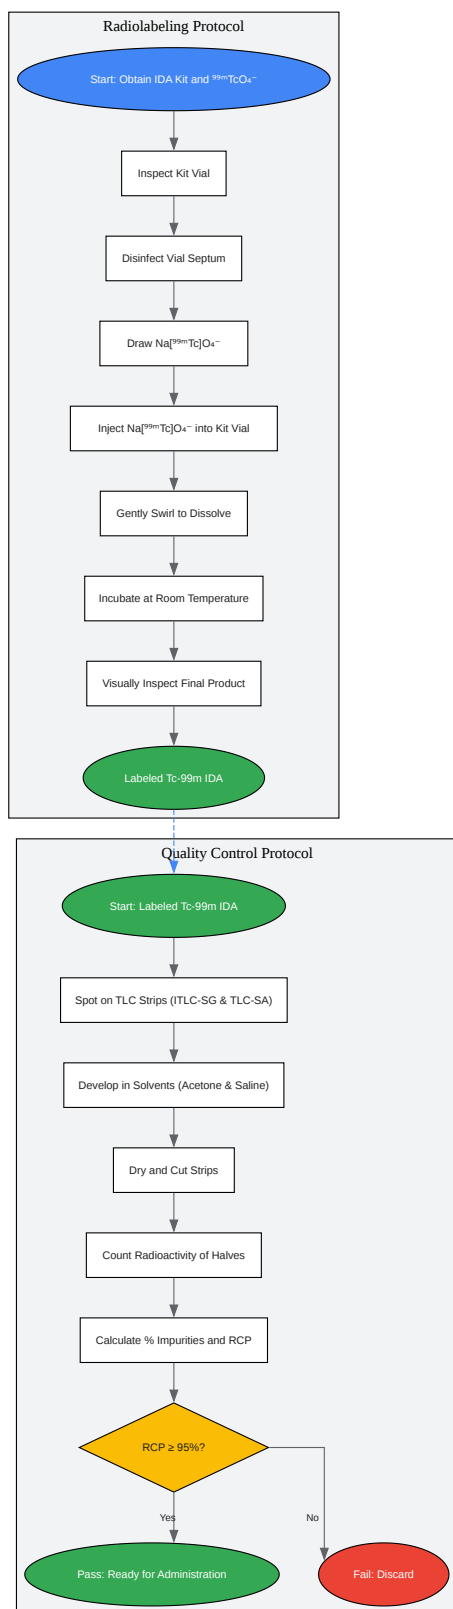 Radiolabeling Protocol
Start: Obtain IDA Kit and ⁹⁹ᵐTcO₄⁻
Inspect Kit Vial
Disinfect Vial Septum
Draw Na[⁹⁹ᵐTc]O₄⁻
Inject Na[⁹⁹ᵐTc]O₄⁻ into Kit Vial
Gently Swirl to Dissolve
Incubate at Room Temperature
Visually Inspect Final Product
Labeled Tc-99m IDA
Quality Control Protocol
Start: Labeled Tc-99m IDA
Spot on TLC Strips (ITLC-SG & TLC-SA)
Develop in Solvents (Acetone & Saline)
Dry and Cut Strips
Count Radioactivity of Halves
Calculate % Impurities and RCP
RCP ≥ 95%?
Yes
No
Pass: Ready for Administration
Fail: Discard